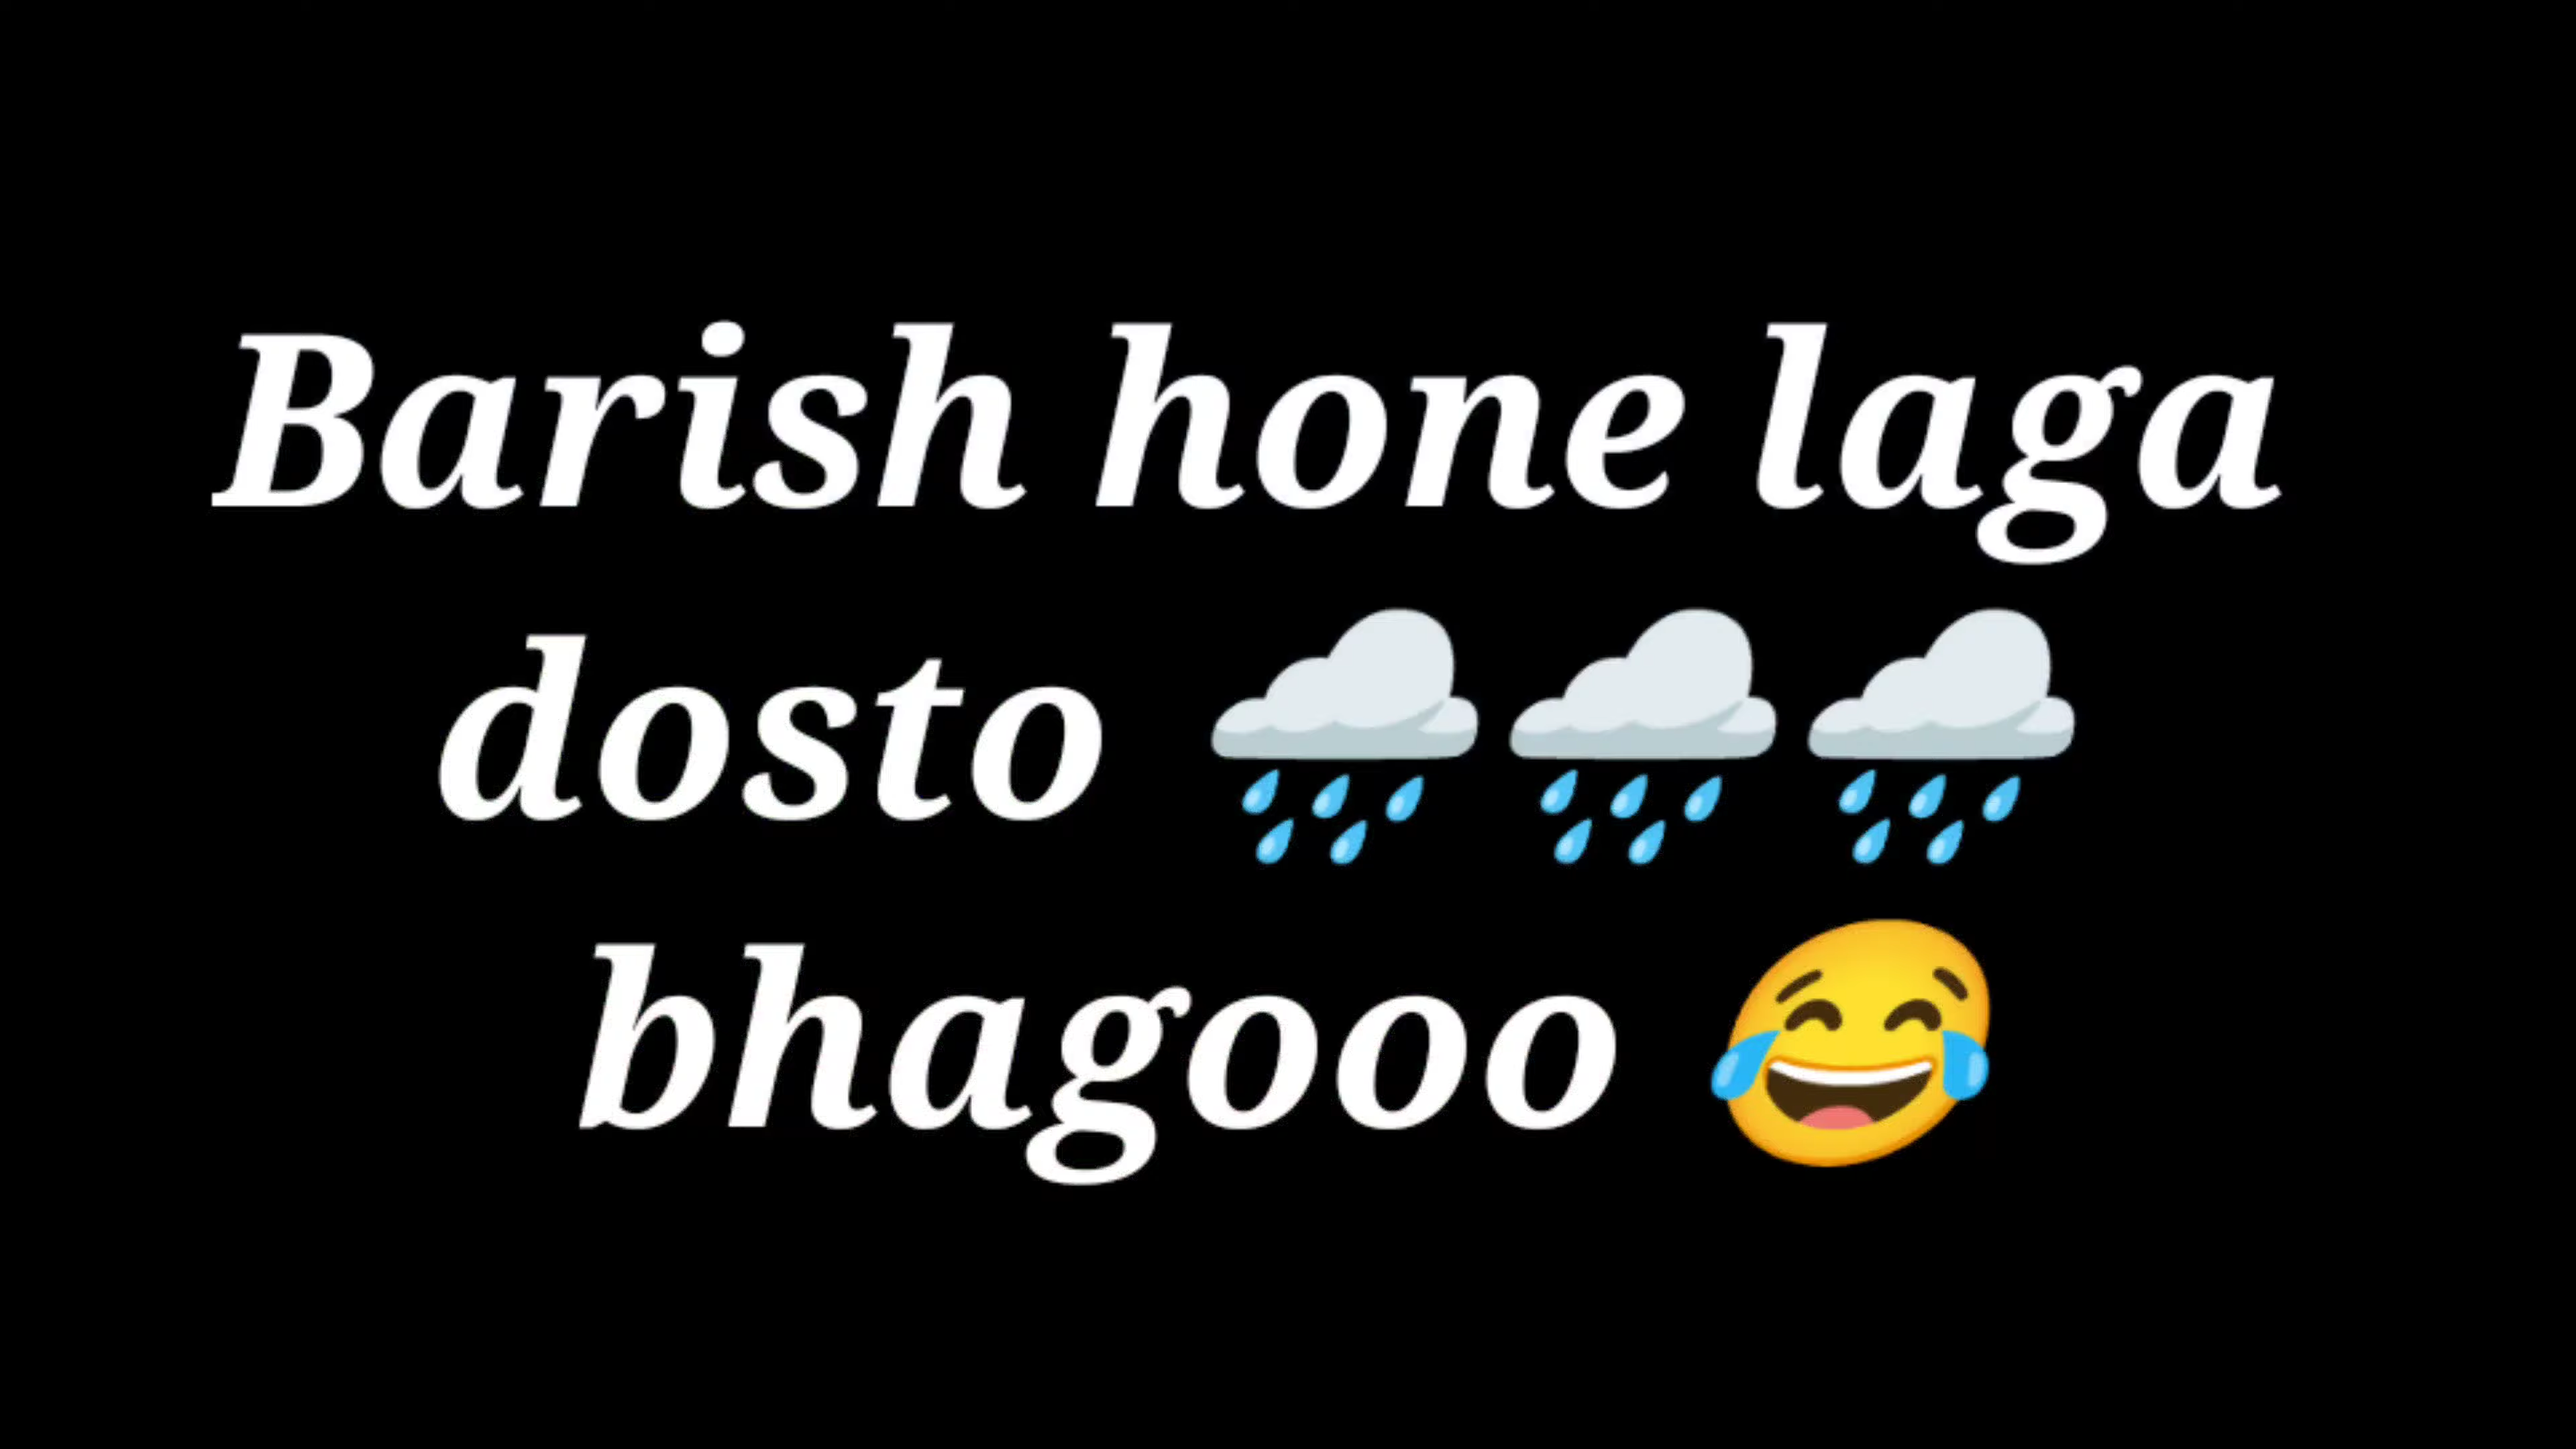 Barish hone laga
dosto 🌧️🌧️🌧️
bhagooo 😂